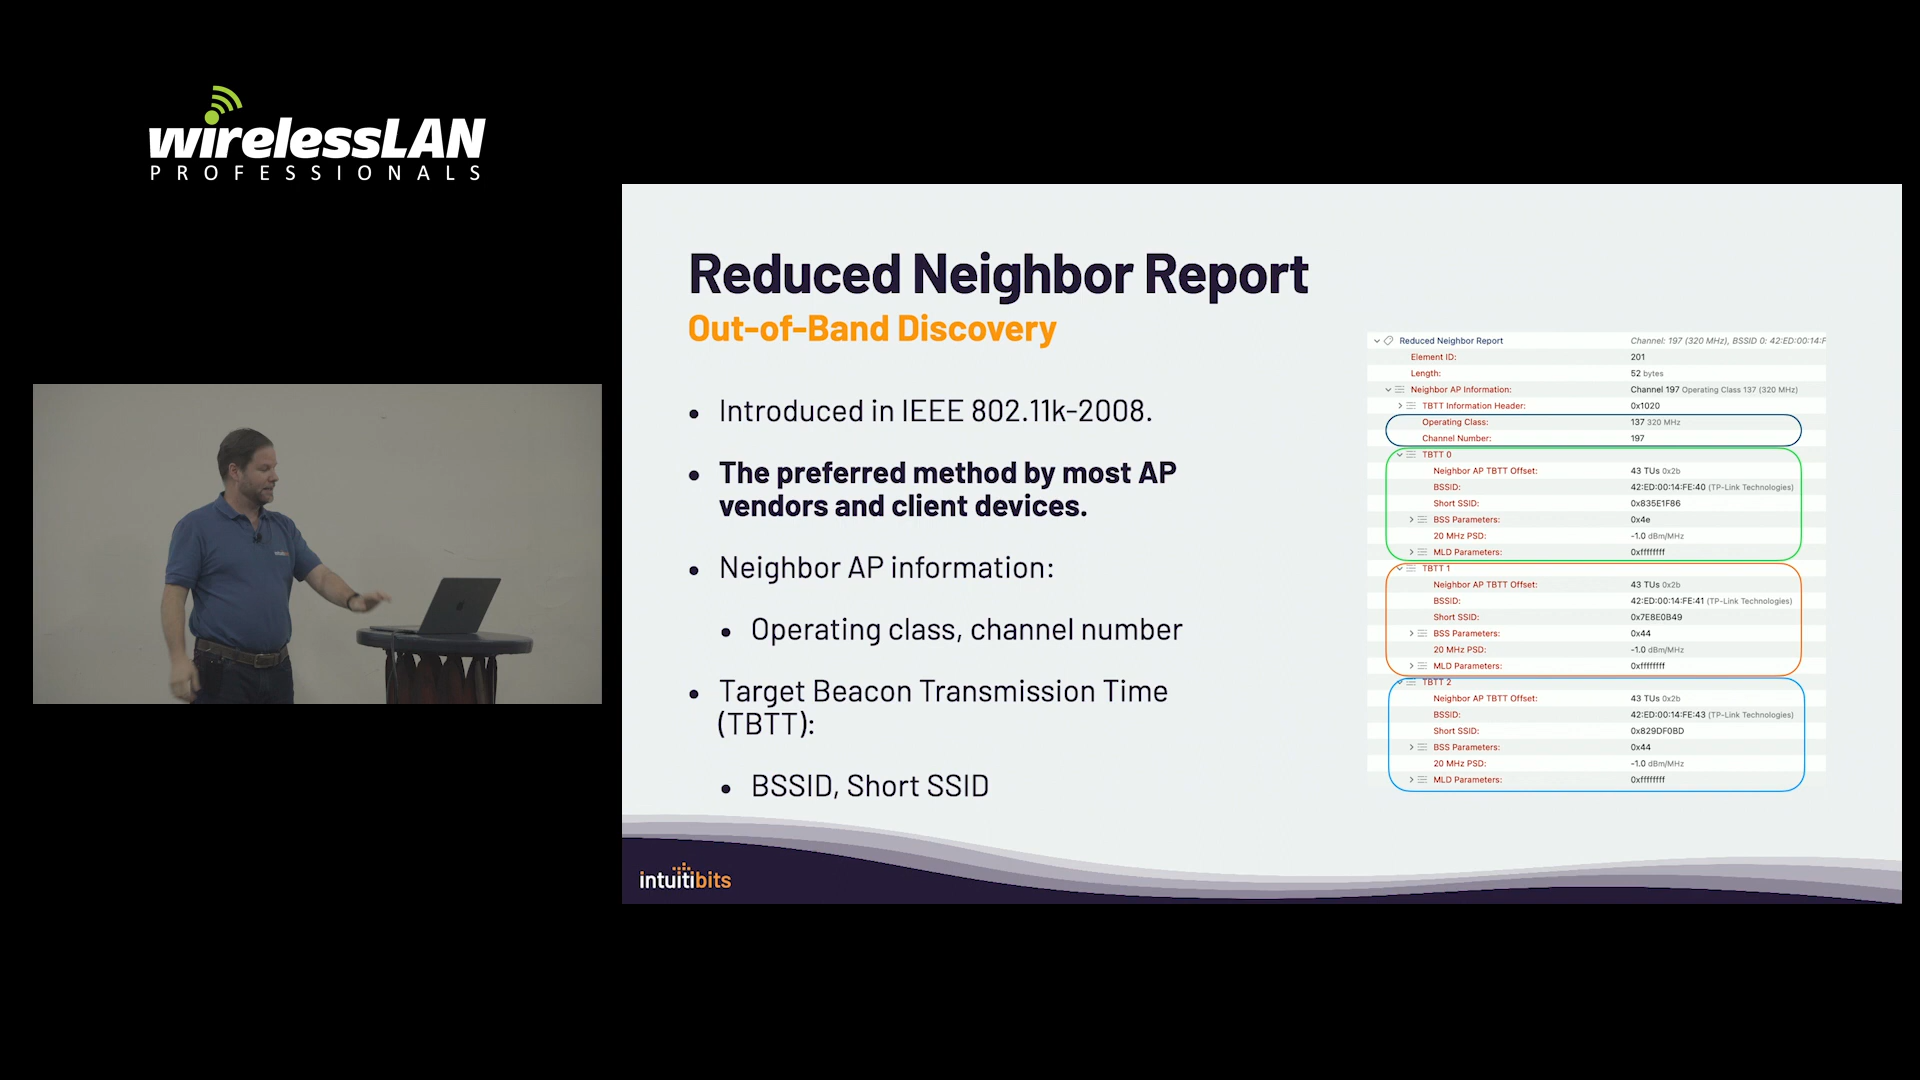 wirelessLAN
PROFESSIONALS
Reduced Neighbor Report
Out-of-Band Discovery
• Introduced in IEEE 802.11k-2008.
• The preferred method by most AP
vendors and client devices.
• Neighbor AP information:
• Operating class, channel number
• Target Beacon Transmission Time
(TBTT):
• BSSID, Short SSID
Reduced Neighbor Report Channel: 197 (320 MHz), BSSID 0: 42:ED:00:14:F
Element ID: 201
Length: 52 bytes
Neighbor AP Information: Channel 197 Operating Class 137 (320 MHz)
TBTT Information Header: 0x1020
Operating Class: 137 320 MHz
Channel Number: 197
TBTT 0
Neighbor AP TBTT Offset: 43 TUs 0x2b
BSSID: 42:ED:00:14:FE:40 (TP-Link Technologies)
Short SSID: 0x835E1F86
BSS Parameters: 0x4e
20 MHz PSD: -1.0 dBm/MHz
MLD Parameters: 0xffffffff
TBTT 1
Neighbor AP TBTT Offset: 43 TUs 0x2b
BSSID: 42:ED:00:14:FE:41 (TP-Link Technologies)
Short SSID: 0x7E8E0B49
BSS Parameters: 0x44
20 MHz PSD: -1.0 dBm/MHz
MLD Parameters: 0xffffffff
TBTT 2
Neighbor AP TBTT Offset: 43 TUs 0x2b
BSSID: 42:ED:00:14:FE:43 (TP-Link Technologies)
Short SSID: 0x829DF0BD
BSS Parameters: 0x44
20 MHz PSD: -1.0 dBm/MHz
MLD Parameters: 0xffffffff
intuitibits